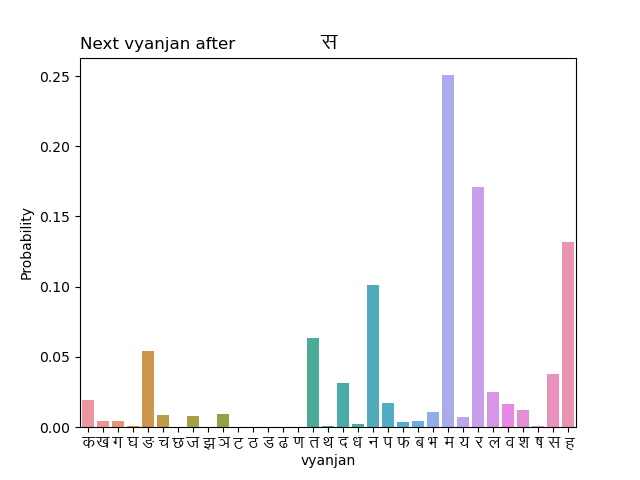 Next vyanjan after स
0.25
0.20
0.15
0.10
0.05
0.00
Probability
क ख ग घ ङ च छ ज झ ञ ट ठ ड ढ ण त थ द ध न प फ ब भ म य र ल व श ष स ह
vyanjan